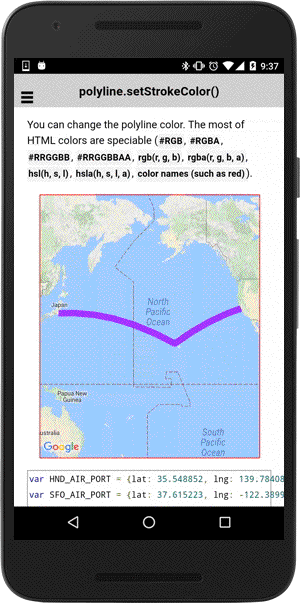 9:37
polyline.setStrokeColor()
You can change the polyline color. The most of
HTML colors are speciable (#RGB, #RGBA,
#RRGGBB, #RRGGBBAA, rgb(r, g, b), rgba(r, g, b, a),
hsl(h, s, l), hsla(h, s, l, a), color names (such as red)).
Japan
North
Pacific
Ocean
Papua New
Guinea
South
Pacific
Ocean
ustralia
Google
var HND_AIR_PORT = {lat: 35.548852, lng: 139.78408
var SFO_AIR_PORT = {lat: 37.615223, lng: -122.3899